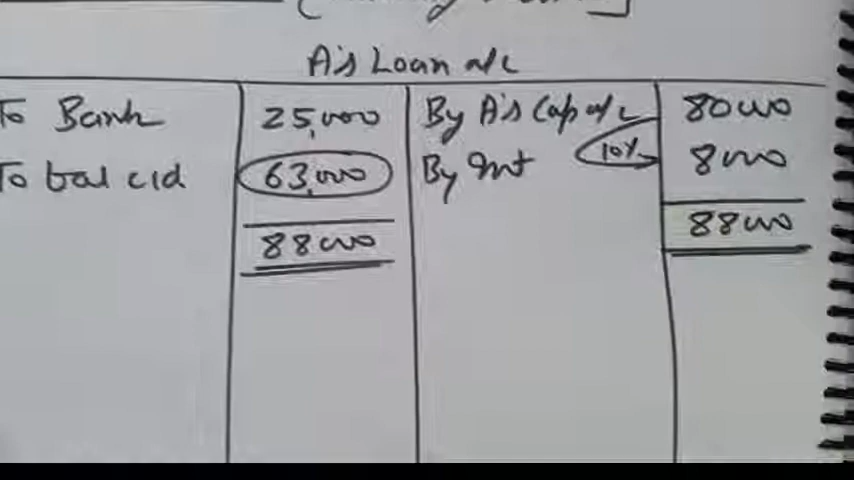 A's Loan a/c
To Bank 25,000 By A's Cap a/c 80000
To bal c/d 63,000 By Int 10% 8000
88000 88000